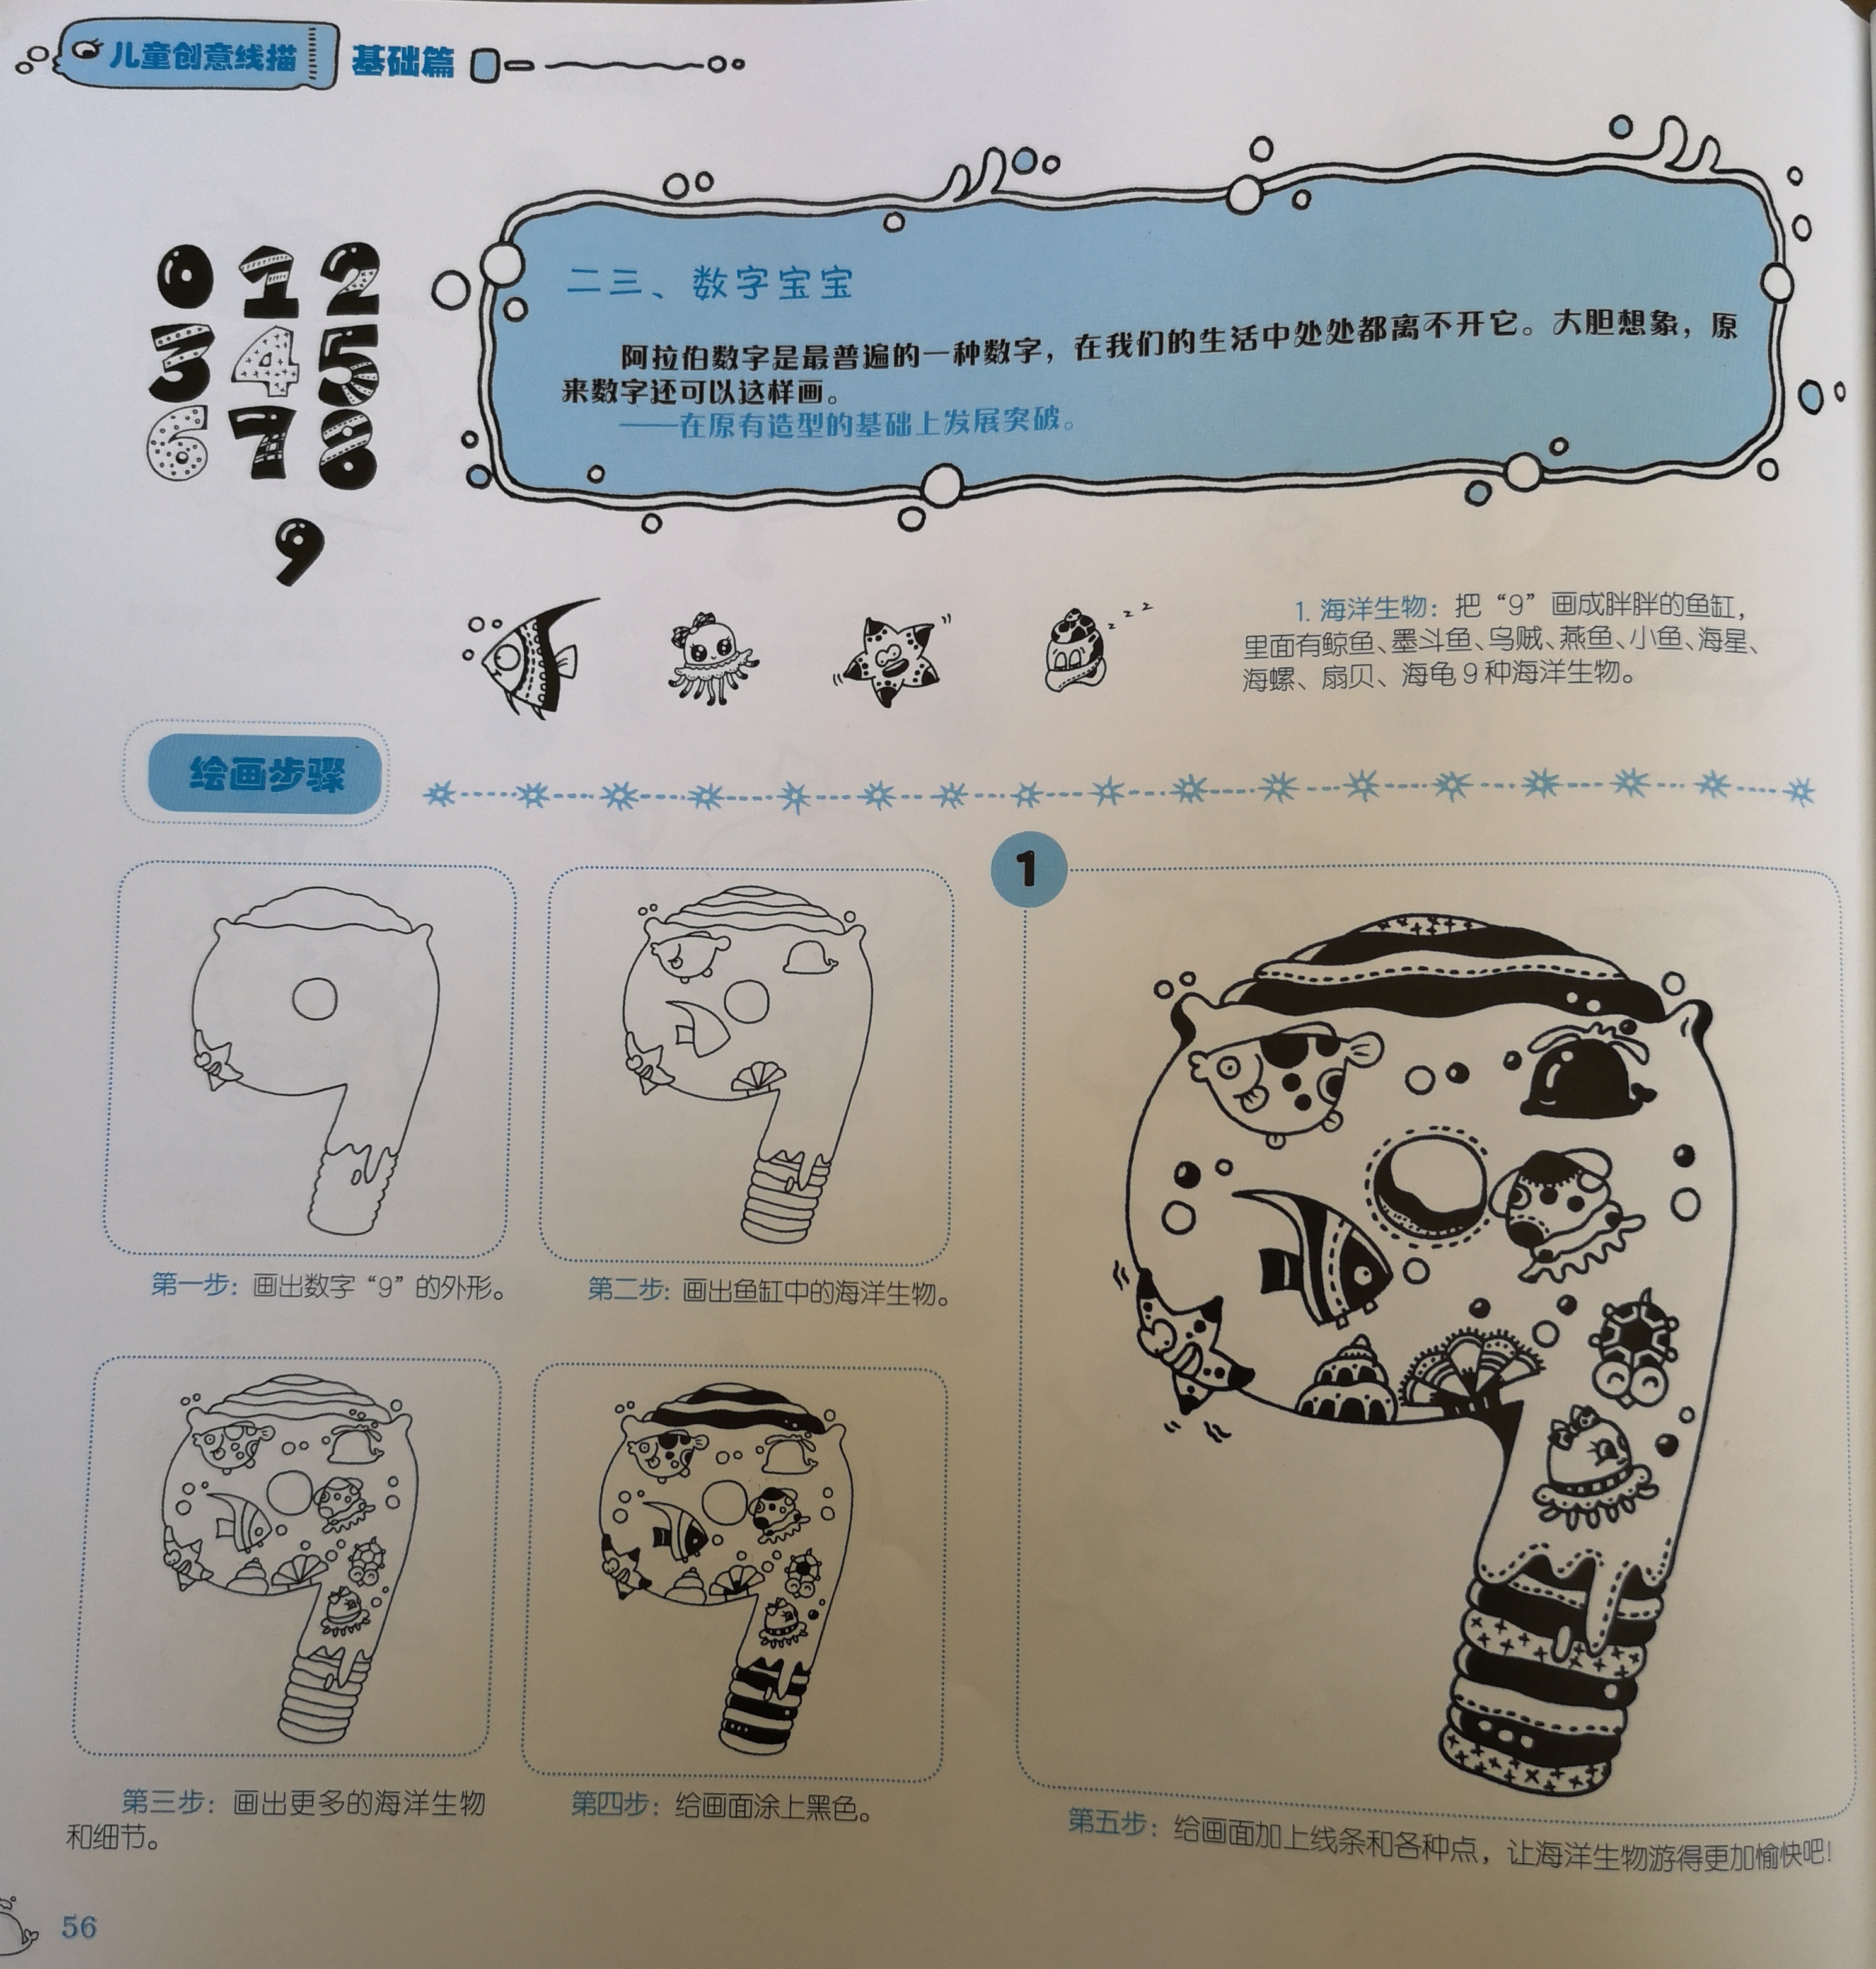 儿童创意线描 基础篇
0 1 2
3 4 5
6 7 8
9
二三、数字宝宝
阿拉伯数字是最普遍的一种数字，在我们的生活中处处都离不开它。大胆想象，原
来数字还可以这样画。
——在原有造型的基础上发展突破。
z z z
1. 海洋生物：把“9”画成胖胖的鱼缸，
里面有鲸鱼、墨斗鱼、乌贼、燕鱼、小鱼、海星、
海螺、扇贝、海龟9种海洋生物。
绘画步骤
1
第一步：画出数字“9”的外形。
第二步：画出鱼缸中的海洋生物。
第三步：画出更多的海洋生物
和细节。
第四步：给画面涂上黑色。
第五步：给画面加上线条和各种点，让海洋生物游得更加愉快吧！
56